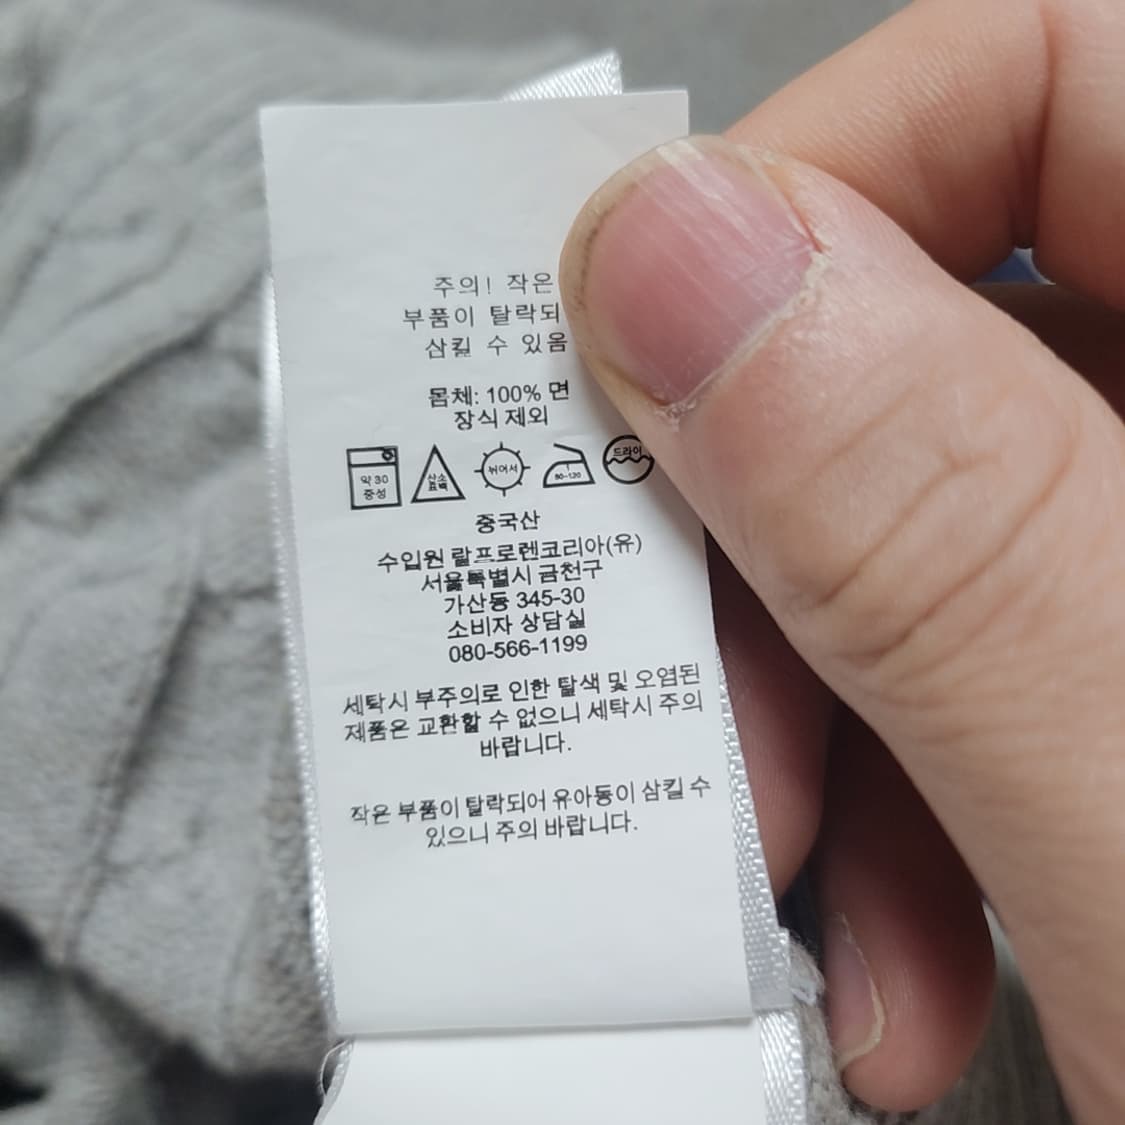 주의! 작은
부품이 탈락되
삼킬 수 있음
몸체: 100% 면
장식 제외
약 30
중성
산소
표백
뉘어서
80~120
드라이
중국산
수입원 랄프로렌코리아(유)
서울특별시 금천구
가산동 345-30
소비자 상담실
080-566-1199
세탁시 부주의로 인한 탈색 및 오염된
제품은 교환할 수 없으니 세탁시 주의
바랍니다.
작은 부품이 탈락되어 유아동이 삼킬 수
있으니 주의 바랍니다.